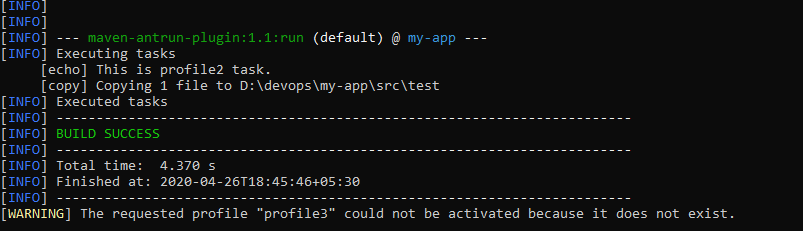 [INFO]
[INFO]
[INFO] --- maven-antrun-plugin:1.1:run (default) @ my-app ---
[INFO] Executing tasks
     [echo] This is profile2 task.
     [copy] Copying 1 file to D:\devops\my-app\src\test
[INFO] Executed tasks
[INFO] ------------------------------------------------------------------------
[INFO] BUILD SUCCESS
[INFO] ------------------------------------------------------------------------
[INFO] Total time:  4.370 s
[INFO] Finished at: 2020-04-26T18:45:46+05:30
[INFO] ------------------------------------------------------------------------
[WARNING] The requested profile "profile3" could not be activated because it does not exist.